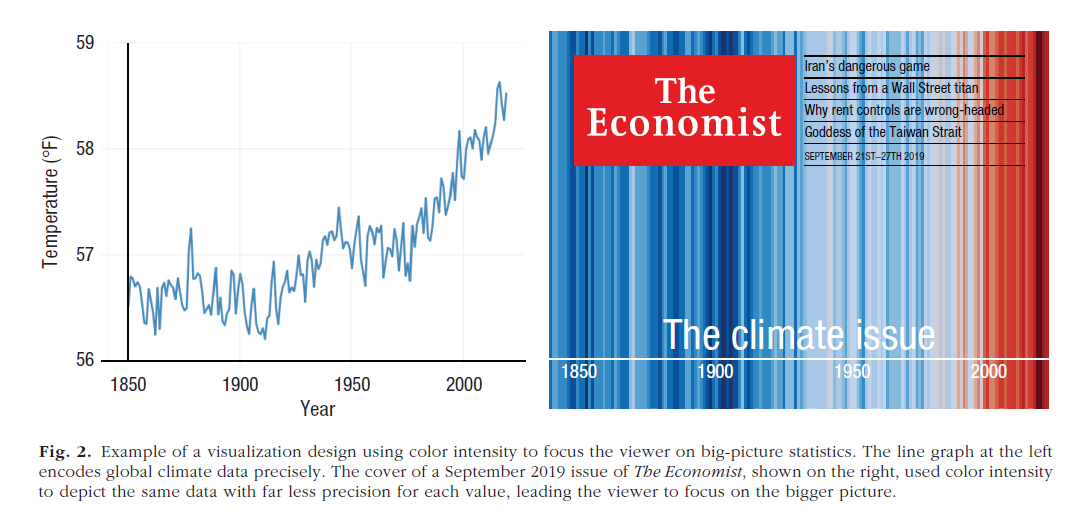 59
58
57
56
Temperature (°F)
1850
1900
1950
2000
Year
The
Economist
Iran's dangerous game
Lessons from a Wall Street titan
Why rent controls are wrong-headed
Goddess of the Taiwan Strait
SEPTEMBER 21ST–27TH 2019
The climate issue
1850
1900
1950
2000
Fig. 2. Example of a visualization design using color intensity to focus the viewer on big-picture statistics. The line graph at the left
encodes global climate data precisely. The cover of a September 2019 issue of The Economist, shown on the right, used color intensity
to depict the same data with far less precision for each value, leading the viewer to focus on the bigger picture.